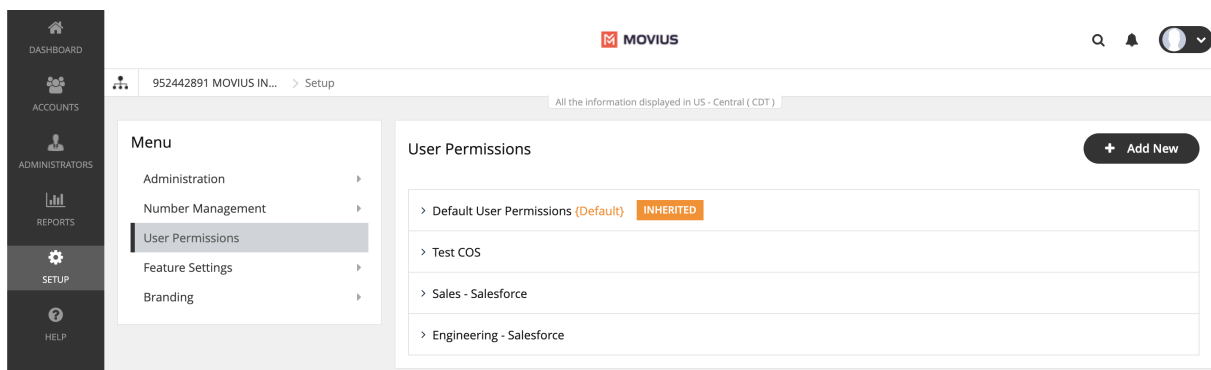 DASHBOARD
ACCOUNTS
ADMINISTRATORS
REPORTS
SETUP
HELP
MOVIUS
952442891 MOVIUS IN... > Setup
All the information displayed in US - Central ( CDT )
Menu
Administration
Number Management
User Permissions
Feature Settings
Branding
User Permissions
+ Add New
Default User Permissions {Default} INHERITED
Test COS
Sales - Salesforce
Engineering - Salesforce